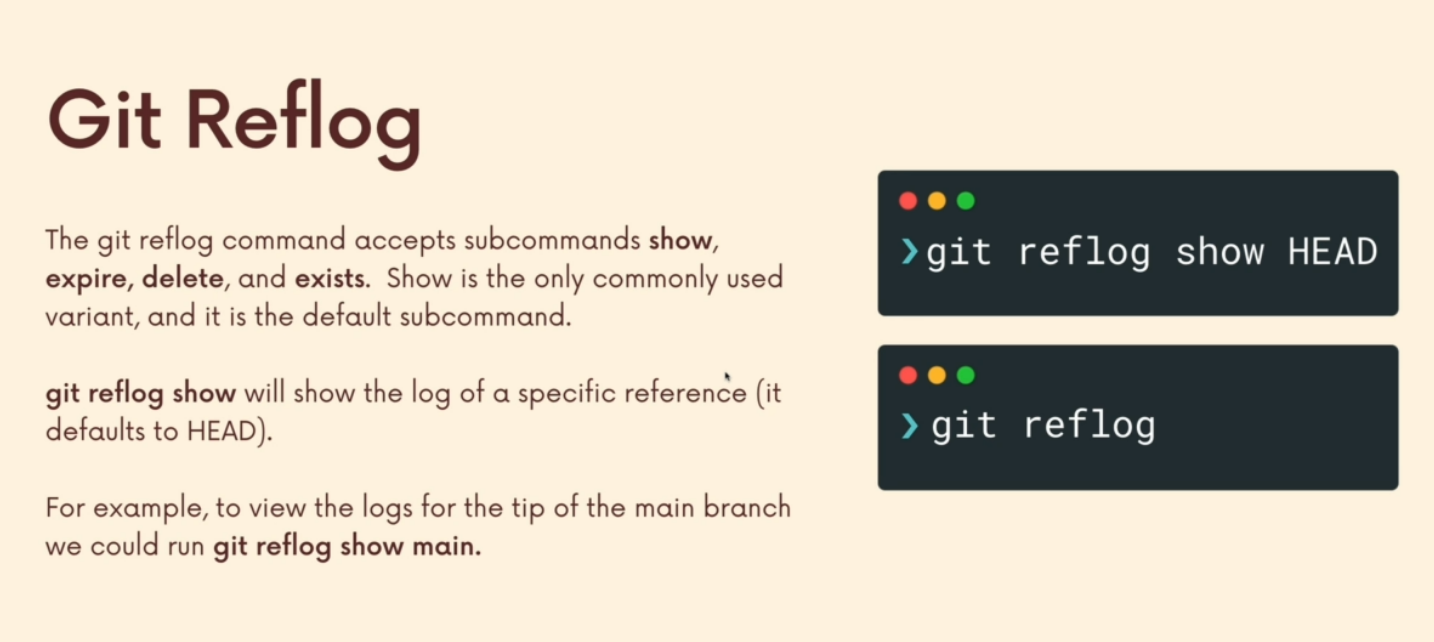 Git Reflog
The git reflog command accepts subcommands show,
expire, delete, and exists. Show is the only commonly used
variant, and it is the default subcommand.
git reflog show will show the log of a specific reference (it
defaults to HEAD).
For example, to view the logs for the tip of the main branch
we could run git reflog show main.
❯ git reflog show HEAD
❯ git reflog